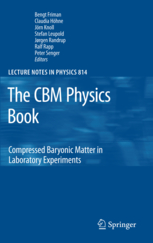 Bengt Friman
Claudia Höhne
Jörn Knoll
Stefan Leupold
Jørgen Randrup
Ralf Rapp
Peter Senger
Editors
LECTURE NOTES IN PHYSICS 814
The CBM Physics
Book
Compressed Baryonic Matter in
Laboratory Experiments
Springer